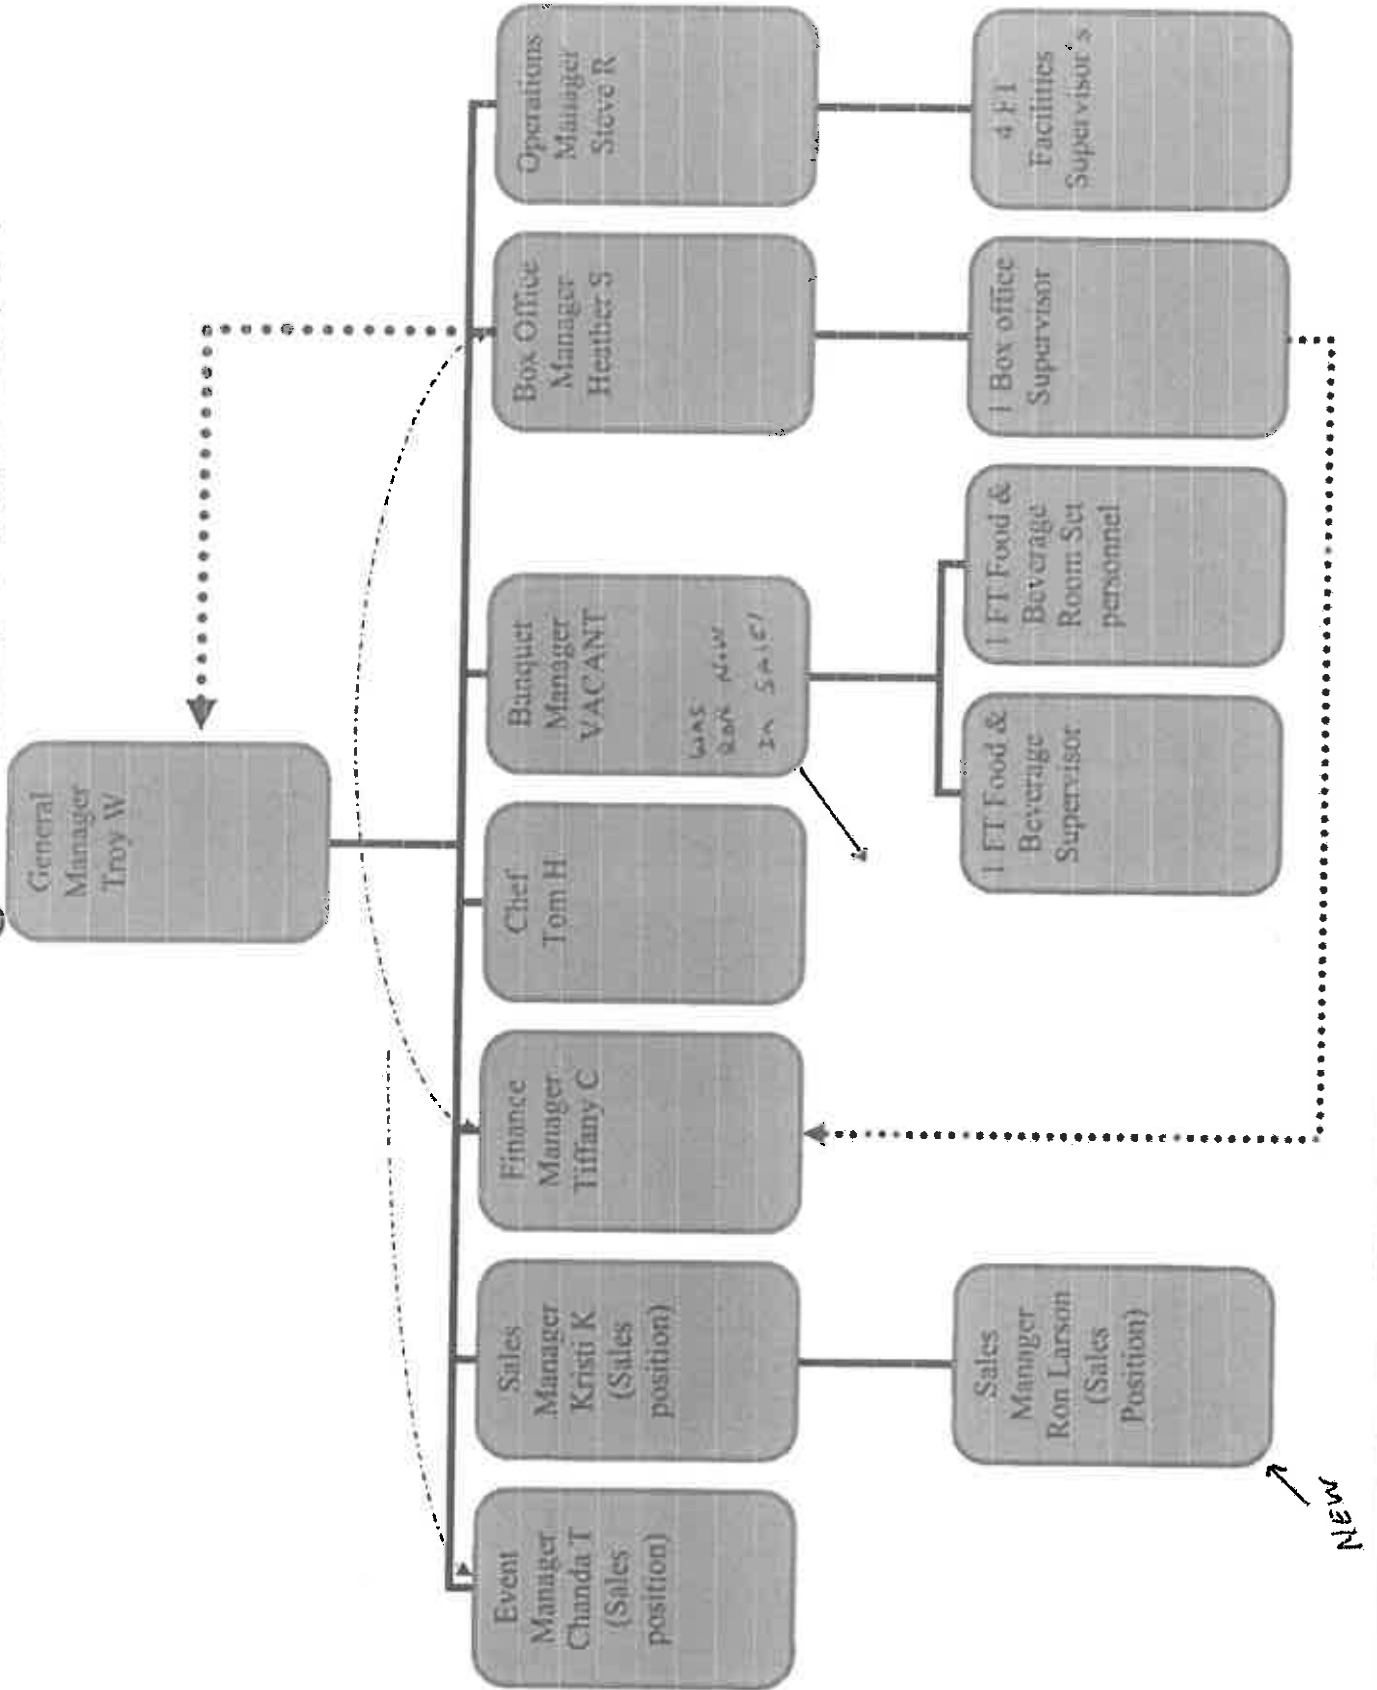 General
Manager
Troy W
Event
Manager
Chanda T
(Sales
position)
Sales
Manager
Kristi K
(Sales
position)
Finance
Manager
Tiffany C
Chef
Tom H
Banquet
Manager
VACANT
WAS
RON NOW
In SALES
Box Office
Manager
Heather S
Operations
Manager
Steve R
Sales
Manager
Ron Larson
(Sales
Position)
NEW
1 FT Food &
Beverage
Supervisor
1 FT Food &
Beverage
Room Set
personnel
1 Box office
Supervisor
4 FT
Facilities
Supervisor's